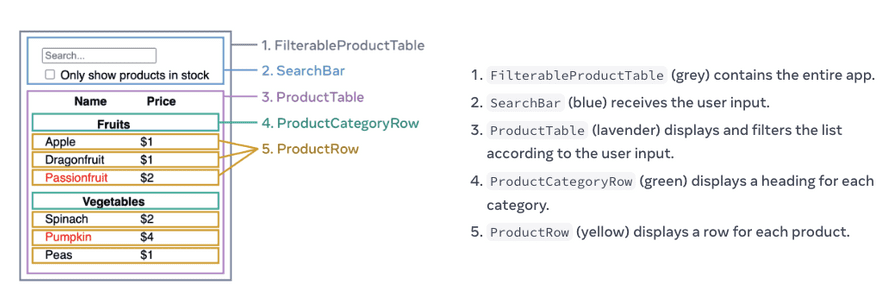 Search...
Only show products in stock
Name Price
Fruits
Apple $1
Dragonfruit $1
Passionfruit $2
Vegetables
Spinach $2
Pumpkin $4
Peas $1
1. FilterableProductTable
2. SearchBar
3. ProductTable
4. ProductCategoryRow
5. ProductRow
1. FilterableProductTable (grey) contains the entire app.
2. SearchBar (blue) receives the user input.
3. ProductTable (lavender) displays and filters the list
according to the user input.
4. ProductCategoryRow (green) displays a heading for each
category.
5. ProductRow (yellow) displays a row for each product.